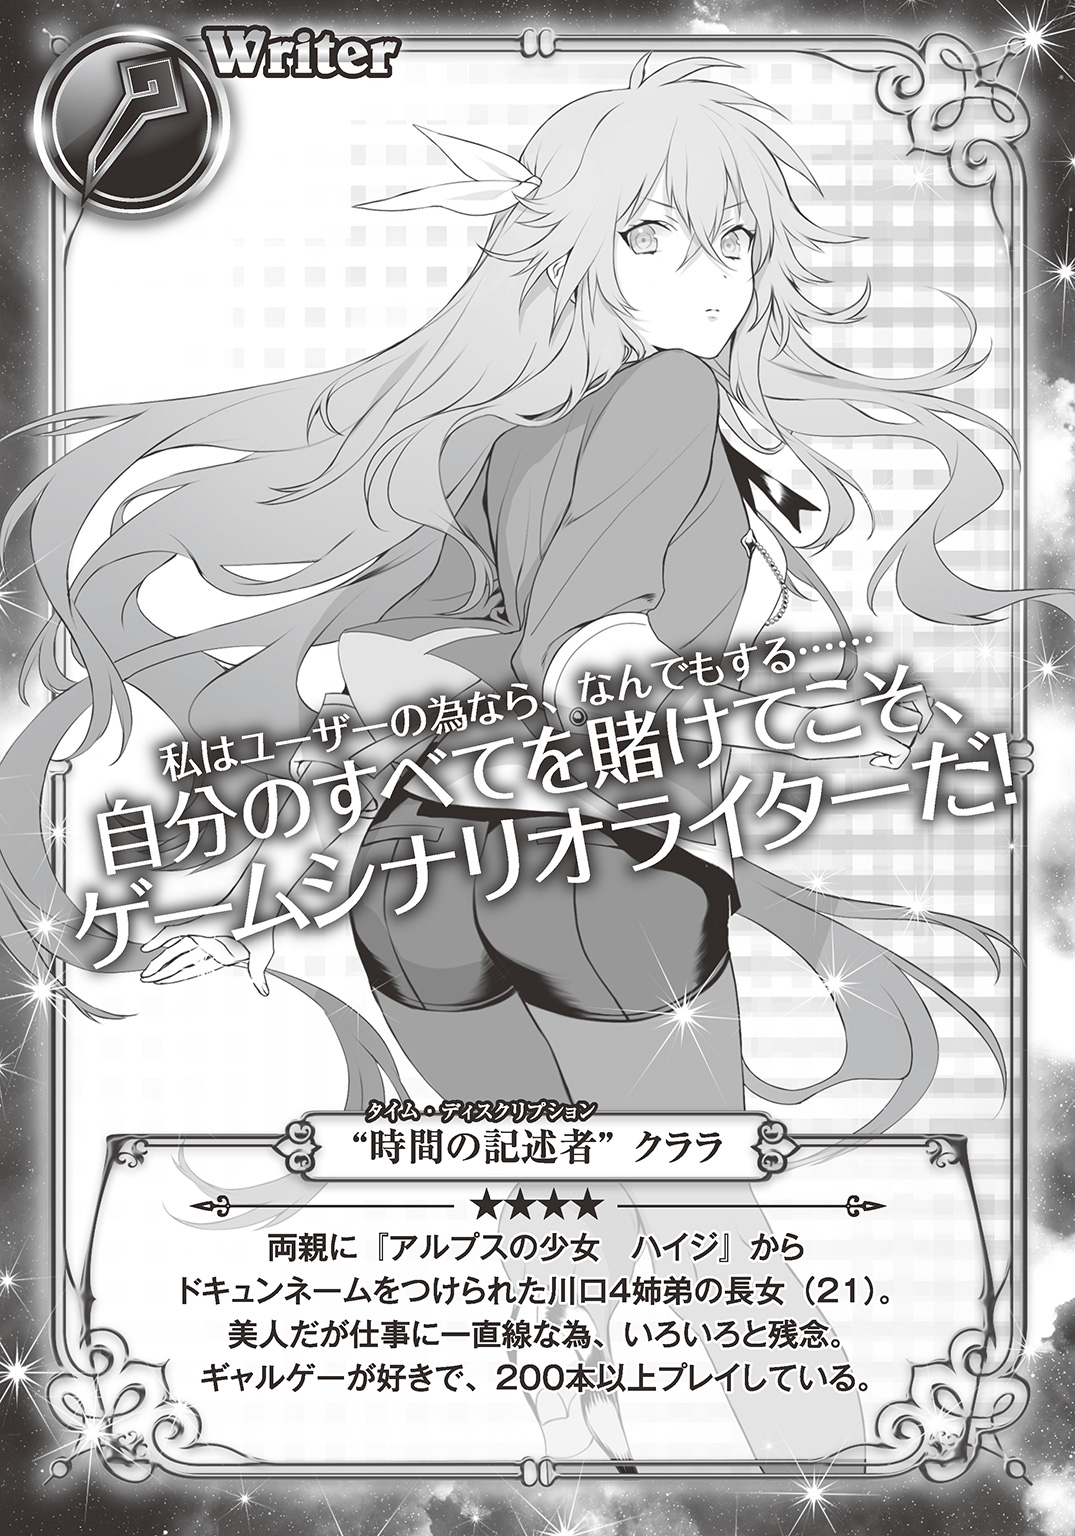 Writer
私はユーザーの為なら、なんでもする……
自分のすべてを賭けてこそ、
ゲームシナリオライターだ！
タイム・ディスクリプション
“時間の記述者” クララ
★★★★
両親に『アルプスの少女　ハイジ』から
ドキュンネームをつけられた川口4姉弟の長女（21）。
美人だが仕事に一直線な為、いろいろと残念。
ギャルゲーが好きで、200本以上プレイしている。